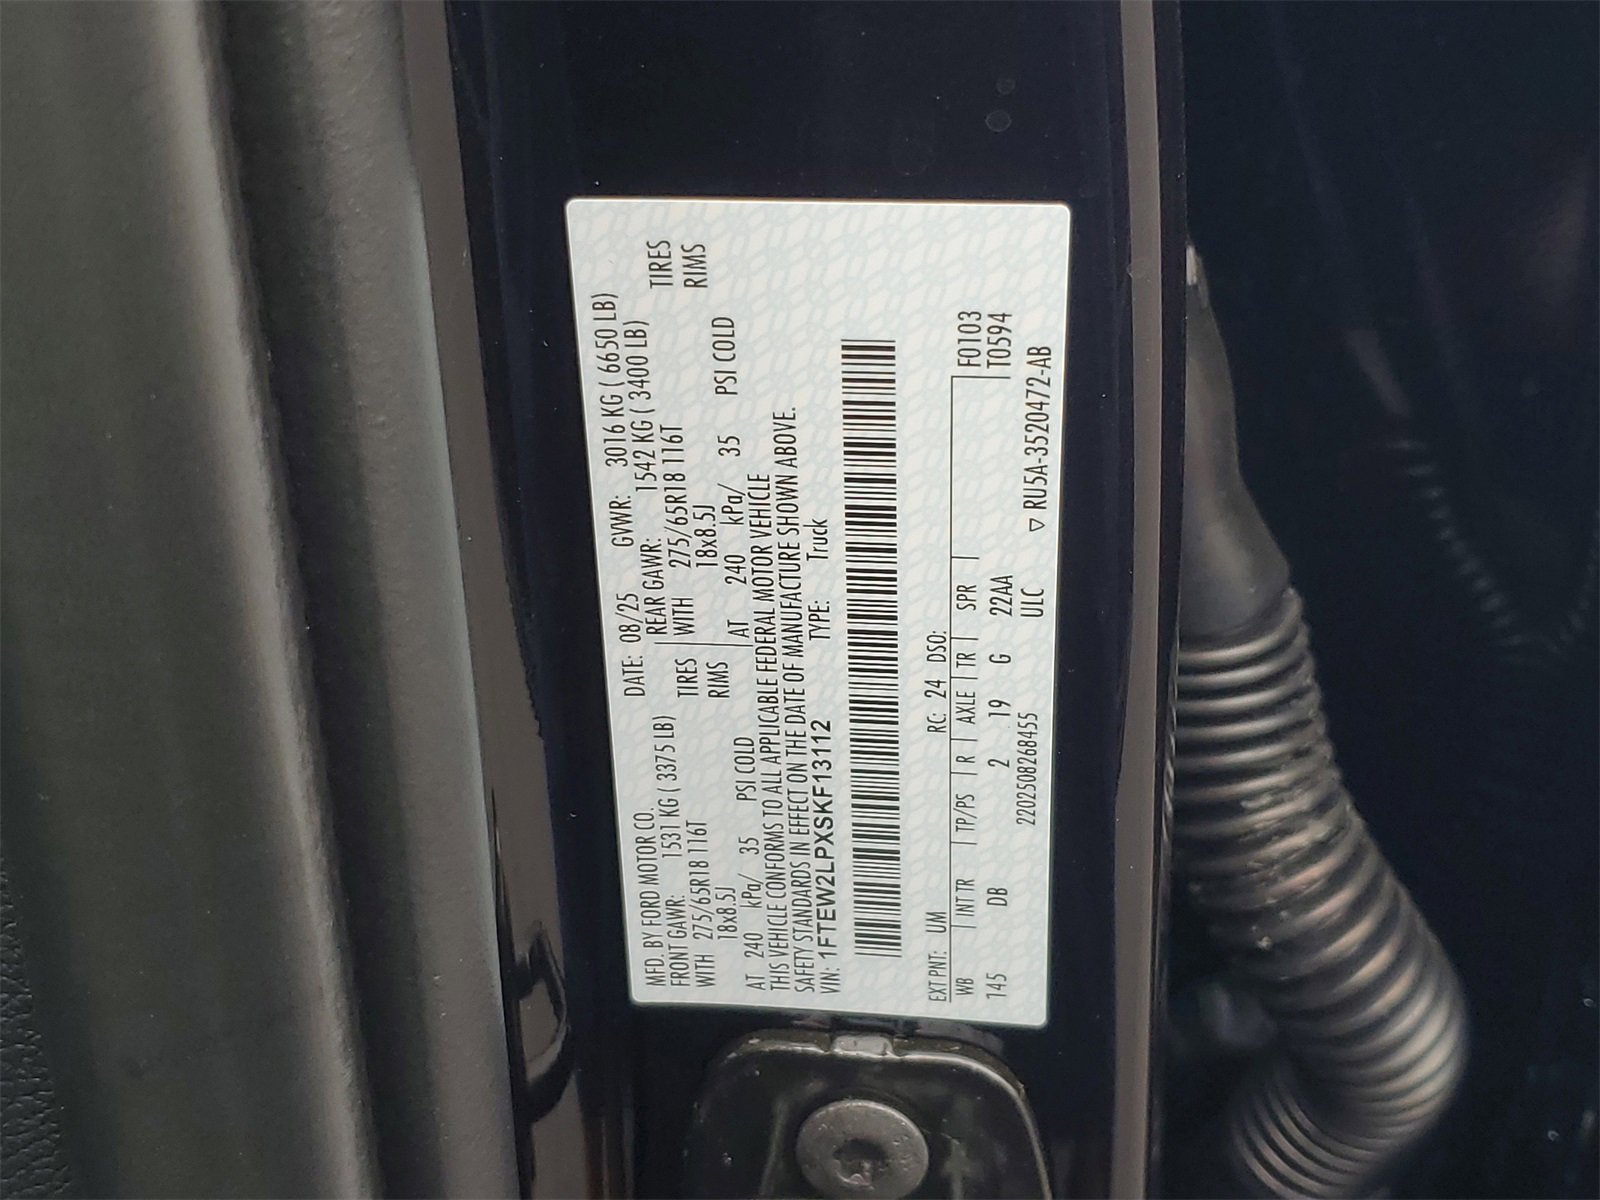 MFD. BY FORD MOTOR CO. DATE: 08/25 GVWR: 3016 KG ( 6650 LB)
FRONT GAWR: 1531 KG ( 3375 LB) REAR GAWR: 1542 KG ( 3400 LB)
WITH 275/65R18 116T TIRES WITH 275/65R18 116T TIRES
18x8.5J RIMS 18x8.5J RIMS
AT 240 kPa/ 35 PSI COLD AT 240 kPa/ 35 PSI COLD
THIS VEHICLE CONFORMS TO ALL APPLICABLE FEDERAL MOTOR VEHICLE
SAFETY STANDARDS IN EFFECT ON THE DATE OF MANUFACTURE SHOWN ABOVE.
VIN: 1FTEW2LPXSKF13112 TYPE: Truck
EXT PNT: UM RC: 24 DSO: F0103
WB INT TR TP/PS R AXLE TR SPR T0594
145 DB 2 19 G 22AA
2202508268455 ULC ▽ RU5A-3520472-AB